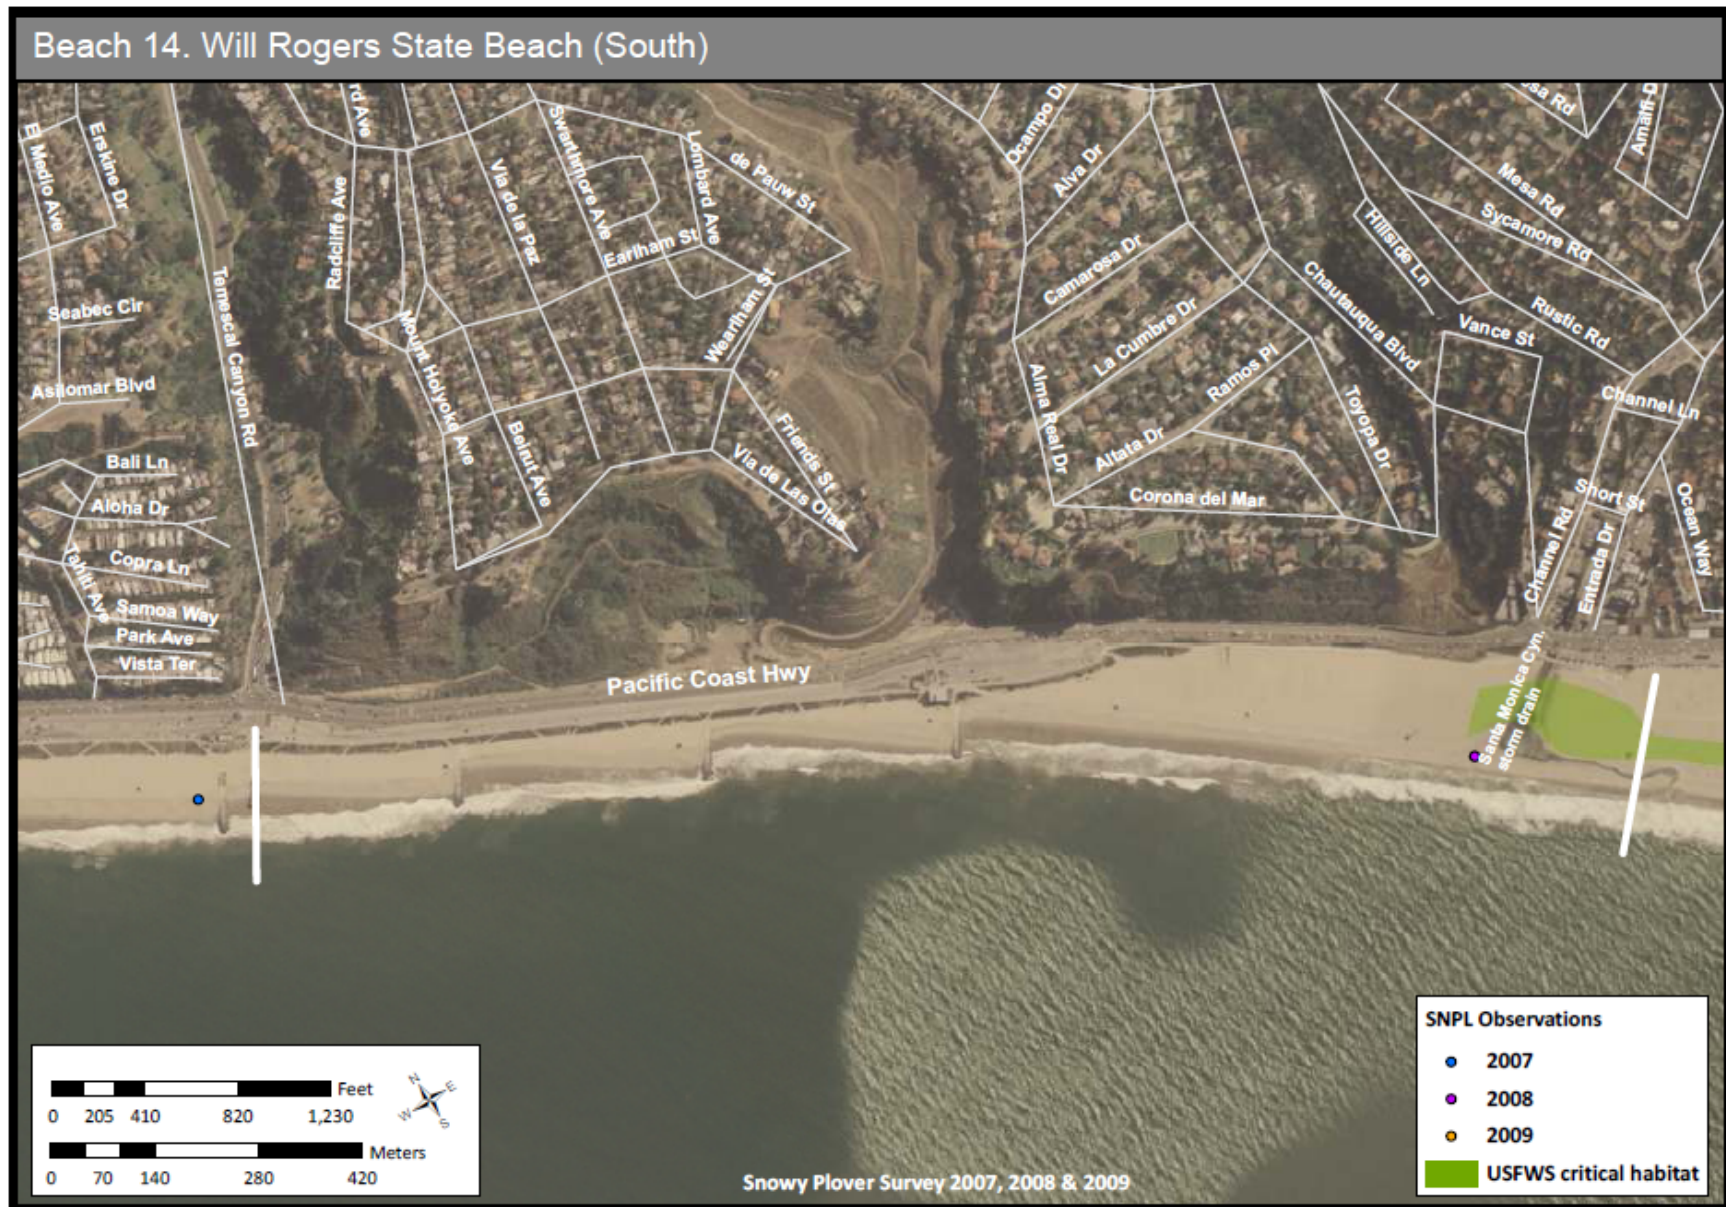 Beach 14. Will Rogers State Beach (South)
El Medio Ave
Erskine Dr
rd Ave
Radcliffe Ave
Temescal Canyon Rd
Seabec Cir
Asilomar Blvd
Bali Ln
Aloha Dr
Copra Ln
Tahiti Ave
Samoa Way
Park Ave
Vista Ter
Mount Holyoke Ave
Via de la Paz
Swarthmore Ave
Lombard Ave
de Pauw St
Earlham St
Wearlham St
Beirut Ave
Friends St
Via de Las Olas
Ocampo Dr
Alva Dr
Camarosa Dr
La Cumbre Dr
Ramos Pl
Alma Real Dr
Altata Dr
Corona del Mar
Toyopa Dr
Chautauqua Blvd
Hillside Ln
Vance St
Rustic Rd
Sycamore Rd
Mesa Rd
osa Rd
Amalfi D
Channel Ln
Short St
Ocean Way
Channel Rd
Entrada Dr
Pacific Coast Hwy
Santa Monica Cyn.
storm drain
Feet
0 205 410 820 1,230
Meters
0 70 140 280 420
N
E
W
S
Snowy Plover Survey 2007, 2008 & 2009
SNPL Observations
2007
2008
2009
USFWS critical habitat